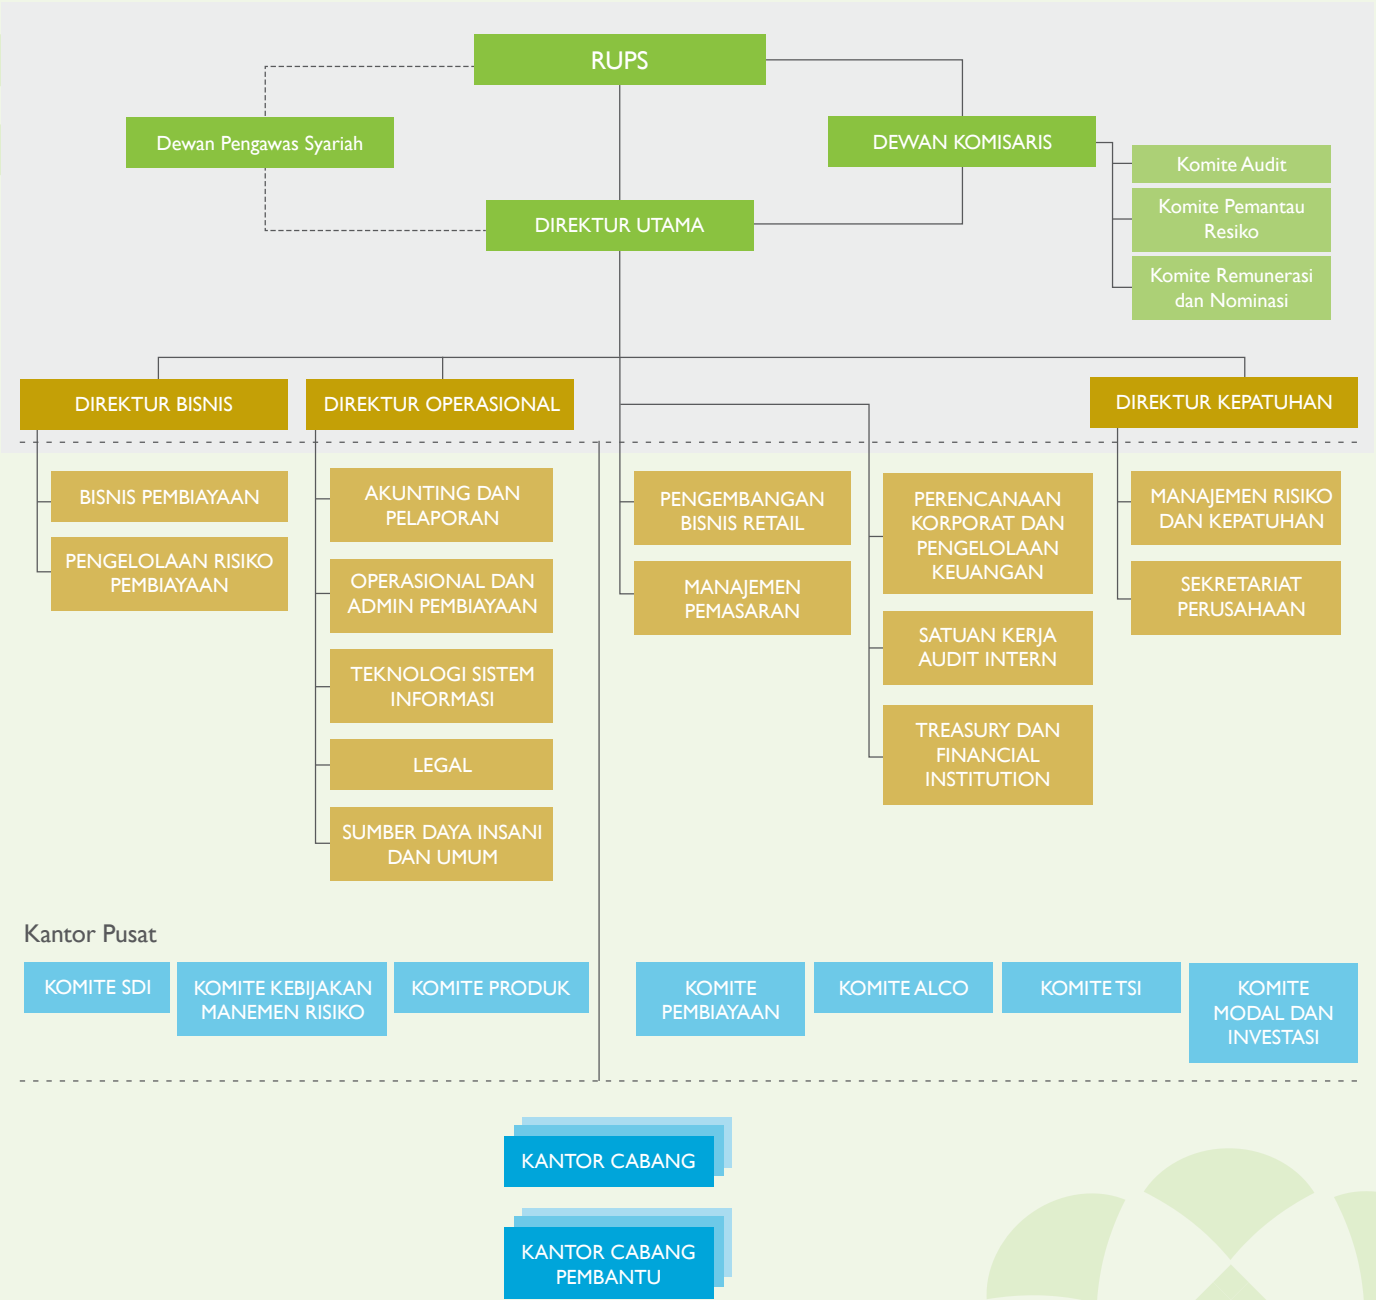 RUPS
Dewan Pengawas Syariah
DEWAN KOMISARIS
Komite Audit
Komite Pemantau
Resiko
Komite Remunerasi
dan Nominasi
DIREKTUR UTAMA
DIREKTUR BISNIS
DIREKTUR OPERASIONAL
DIREKTUR KEPATUHAN
BISNIS PEMBIAYAAN
PENGELOLAAN RISIKO
PEMBIAYAAN
AKUNTING DAN
PELAPORAN
OPERASIONAL DAN
ADMIN PEMBIAYAAN
TEKNOLOGI SISTEM
INFORMASI
LEGAL
SUMBER DAYA INSANI
DAN UMUM
PENGEMBANGAN
BISNIS RETAIL
MANAJEMEN
PEMASARAN
PERENCANAAN
KORPORAT DAN
PENGELOLAAN
KEUANGAN
SATUAN KERJA
AUDIT INTERN
TREASURY DAN
FINANCIAL
INSTITUTION
MANAJEMEN RISIKO
DAN KEPATUHAN
SEKRETARIAT
PERUSAHAAN
Kantor Pusat
KOMITE SDI
KOMITE KEBIJAKAN
MANEMEN RISIKO
KOMITE PRODUK
KOMITE
PEMBIAYAAN
KOMITE ALCO
KOMITE TSI
KOMITE
MODAL DAN
INVESTASI
KANTOR CABANG
KANTOR CABANG
PEMBANTU